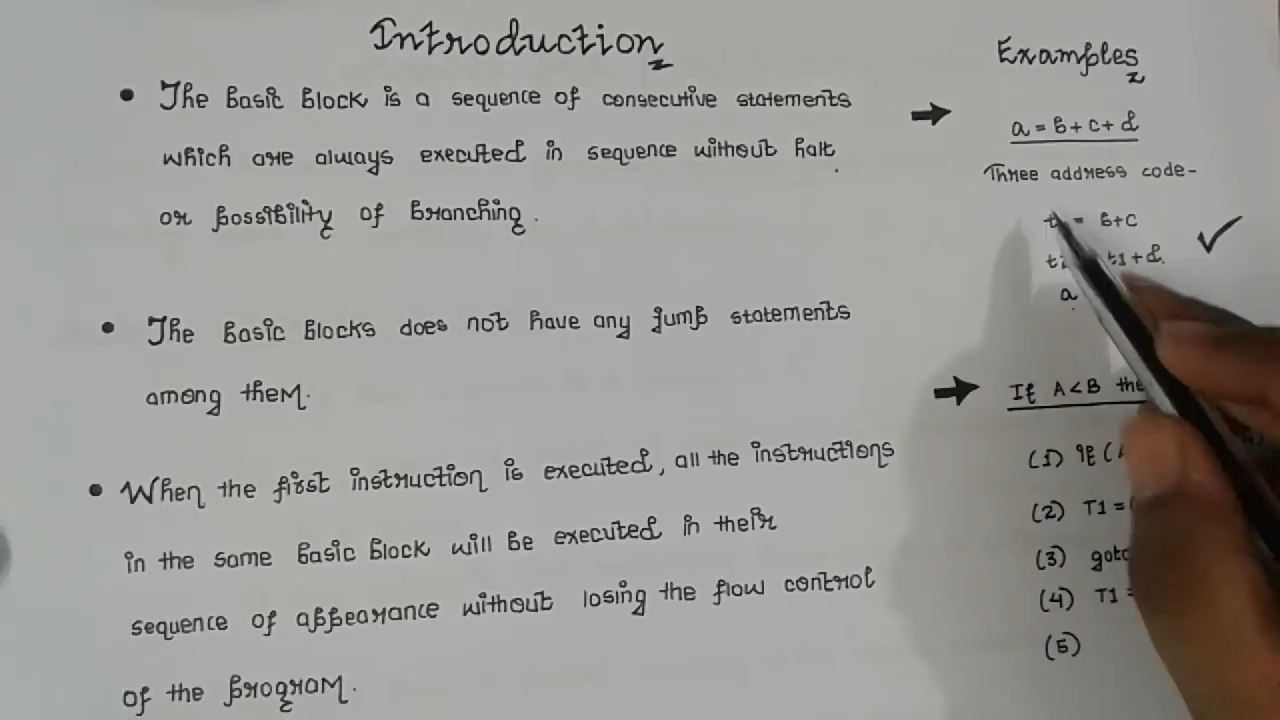 Introduction
• The Basic Block is a sequence of consecutive statements
which are always executed in sequence without halt
or possibility of Branching.
• The Basic Blocks does not have any jump statements
among them.
• When the first instruction is executed, all the instructions
in the same Basic Block will be executed in their
sequence of appearance without losing the flow control
of the program.
Examples
a = b + c + d
Three address code-
= b+c
t1 + d.
a
If A < B the
(1) If (
(2) T1 =
(3) goto
(4) T1
(5)